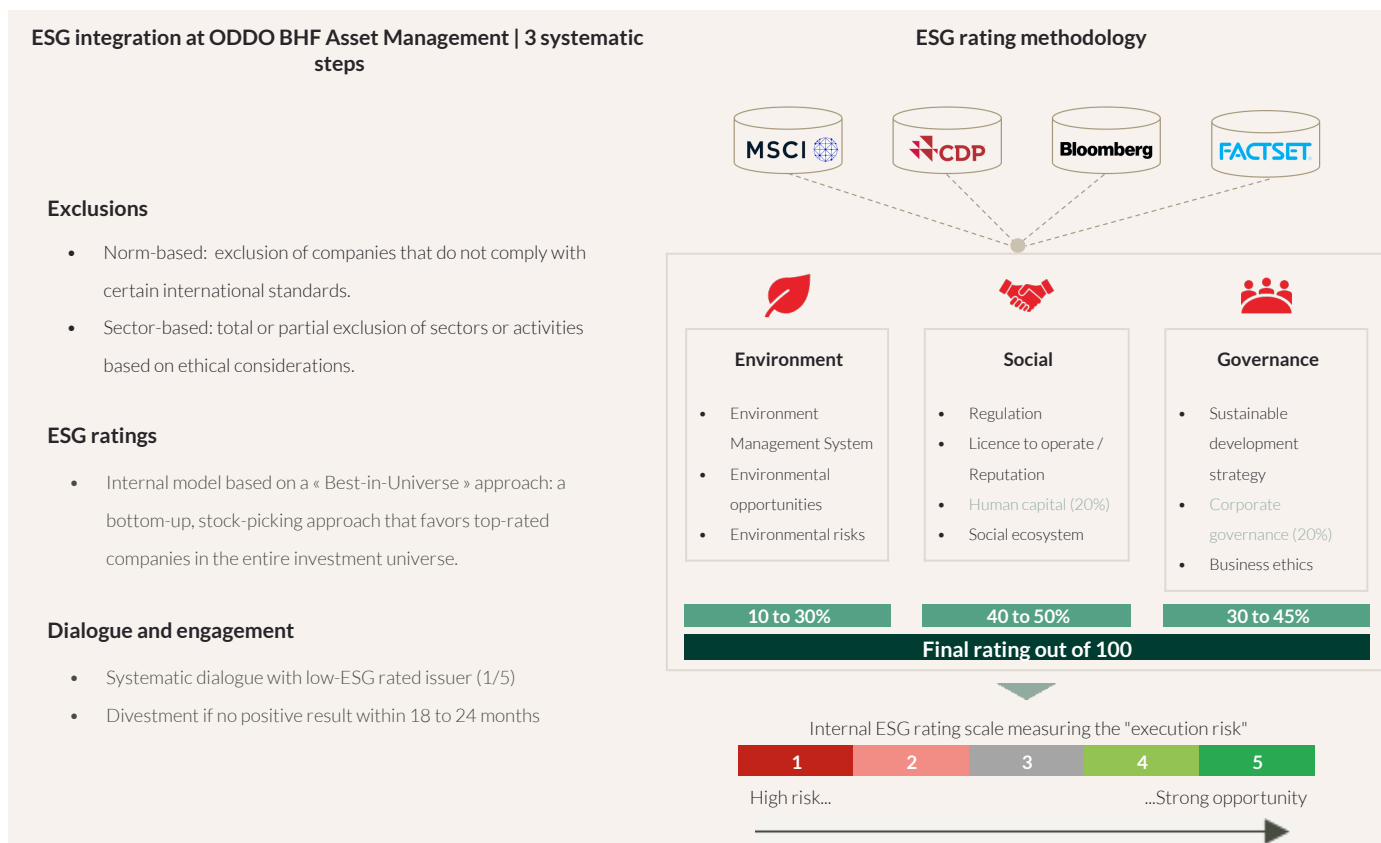 ESG integration at ODDO BHF Asset Management | 3 systematic
steps
Exclusions
• Norm-based: exclusion of companies that do not comply with
certain international standards.
• Sector-based: total or partial exclusion of sectors or activities
based on ethical considerations.
ESG ratings
• Internal model based on a « Best-in-Universe » approach: a
bottom-up, stock-picking approach that favors top-rated
companies in the entire investment universe.
Dialogue and engagement
• Systematic dialogue with low-ESG rated issuer (1/5)
• Divestment if no positive result within 18 to 24 months
ESG rating methodology
MSCI
CDP
Bloomberg
FACTSET
Environment
• Environment
Management System
• Environmental
opportunities
• Environmental risks
10 to 30%
Social
• Regulation
• Licence to operate /
Reputation
• Human capital (20%)
• Social ecosystem
40 to 50%
Governance
• Sustainable
development
strategy
• Corporate
governance (20%)
• Business ethics
30 to 45%
Final rating out of 100
Internal ESG rating scale measuring the "execution risk"
1 2 3 4 5
High risk... ...Strong opportunity